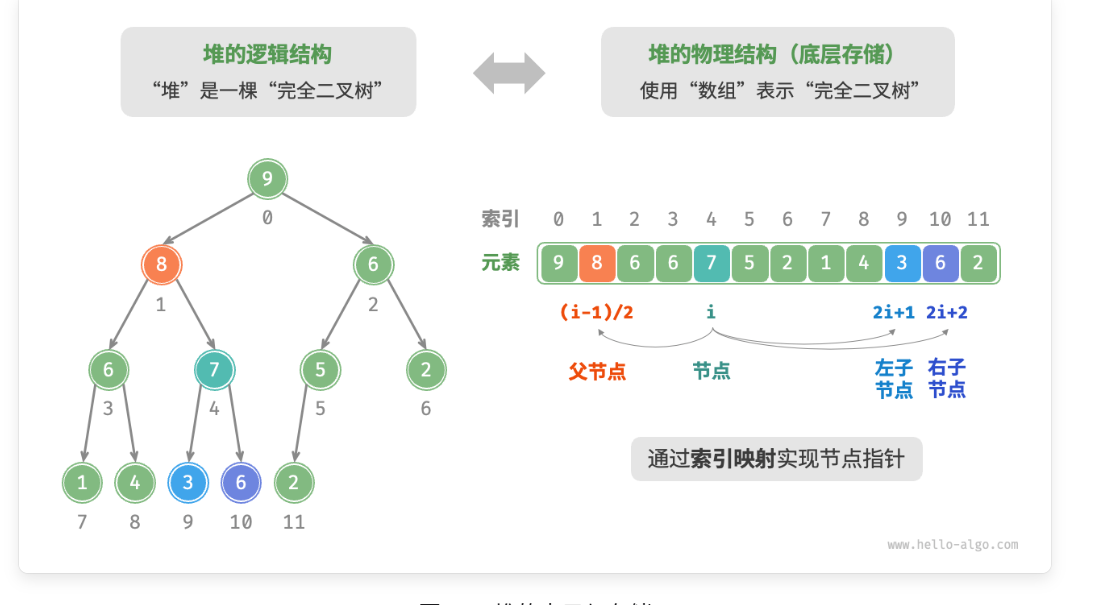 堆的逻辑结构
“堆”是一棵“完全二叉树”
堆的物理结构（底层存储）
使用“数组”表示“完全二叉树”
9
0
8
6
1
2
6
7
5
2
3
4
5
6
1
4
3
6
2
7
8
9
10
11
索引 0 1 2 3 4 5 6 7 8 9 10 11
元素 9 8 6 6 7 5 2 1 4 3 6 2
(i-1)/2 i 2i+1 2i+2
父节点 节点
左子
节点
右子
节点
通过索引映射实现节点指针
www.hello-algo.com